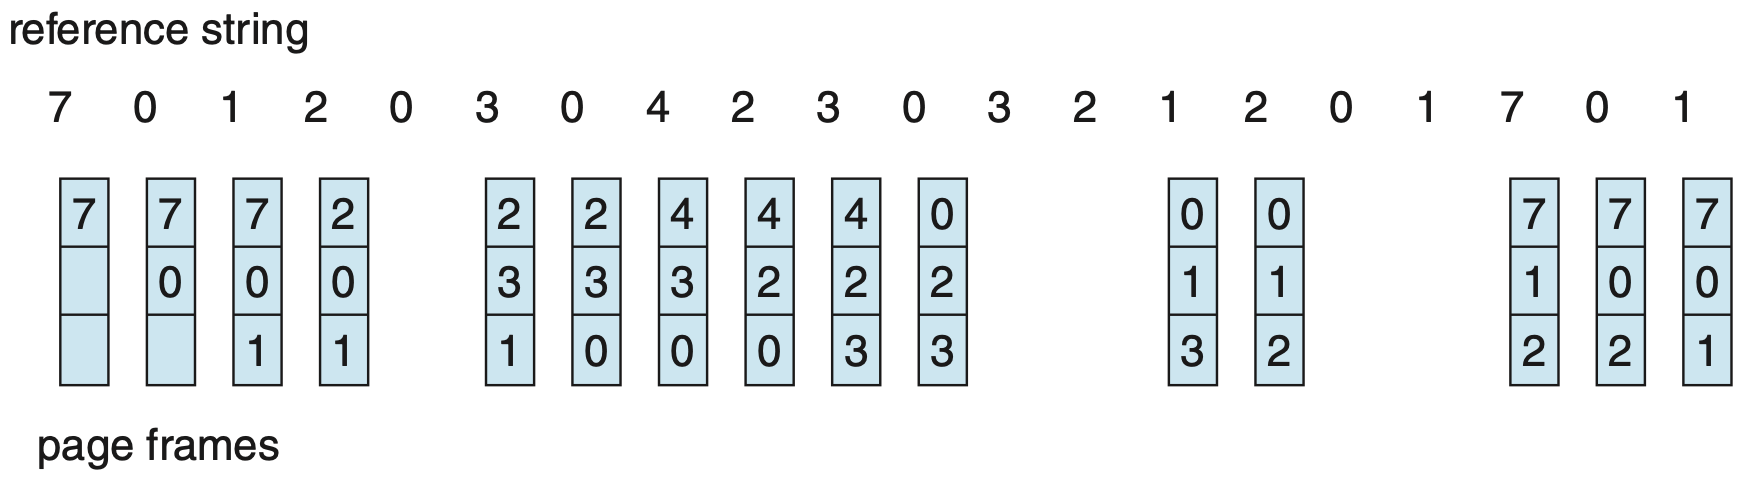 reference string
7 0 1 2 0 3 0 4 2 3 0 3 2 1 2 0 1 7 0 1
7 7 7 2 2 2 4 4 4 0 0 0 7 7 7
0 0 0 3 3 3 2 2 2 1 1 1 0 0
1 1 1 0 0 0 3 3 3 2 2 2 1
page frames